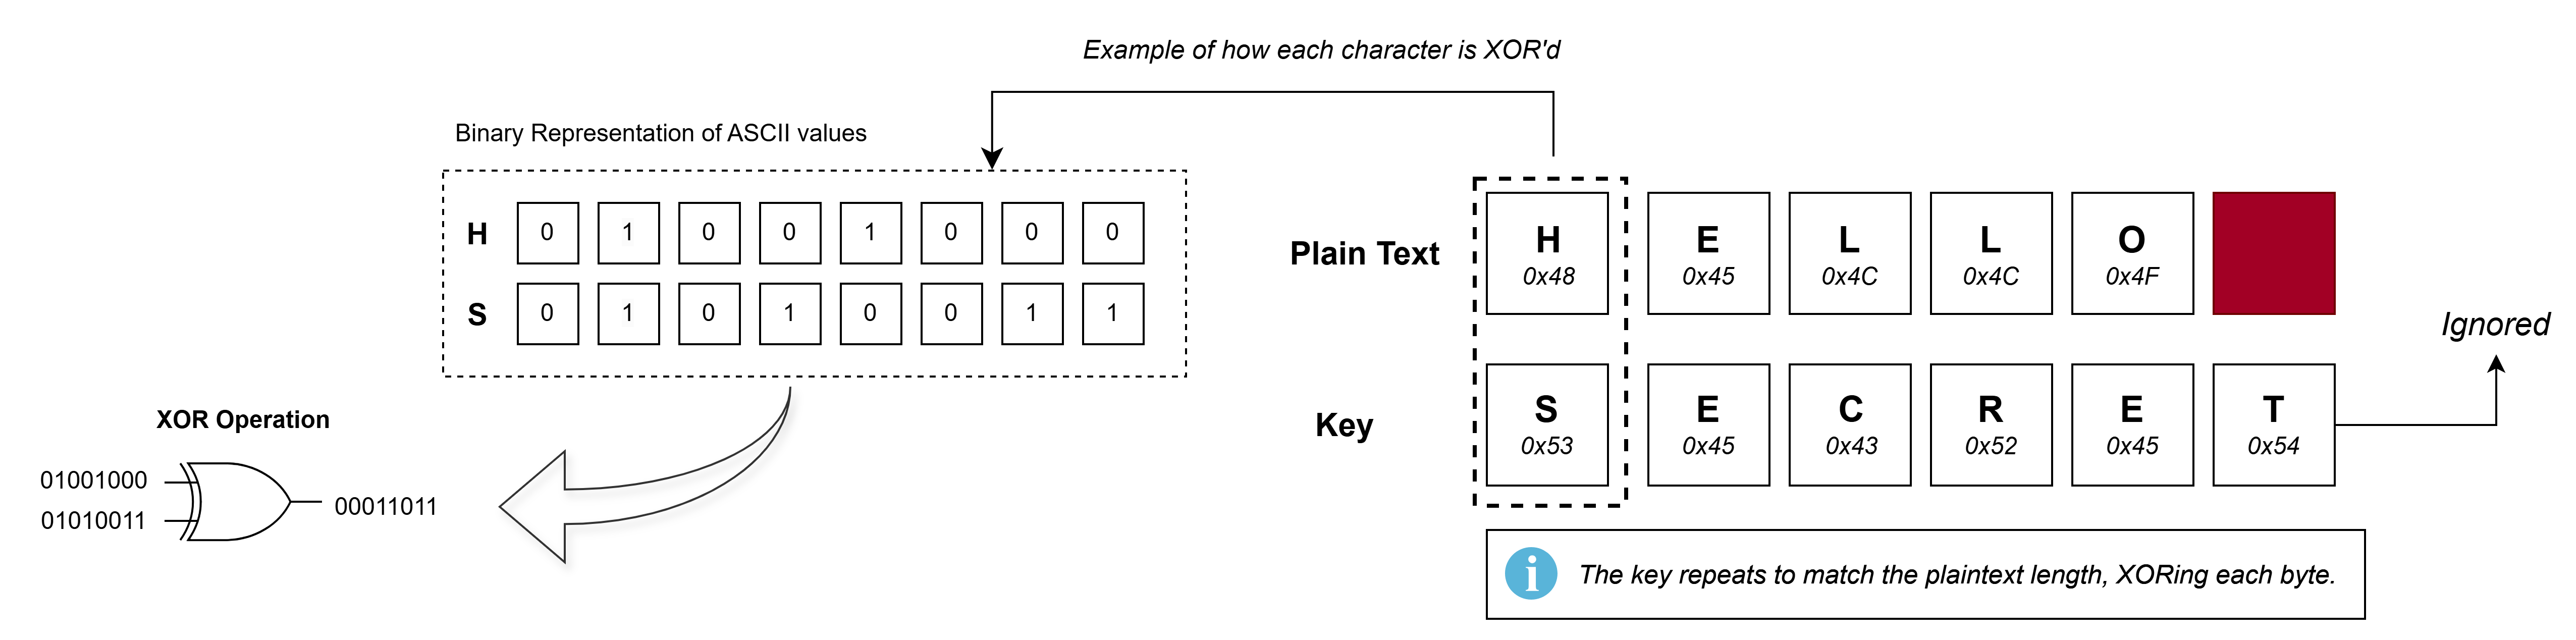 Example of how each character is XOR'd
Binary Representation of ASCII values
H 0 1 0 0 1 0 0 0
S 0 1 0 1 0 0 1 1
XOR Operation
01001000
01010011
00011011
Plain Text
H E L L O
0x48 0x45 0x4C 0x4C 0x4F
Ignored
Key
S E C R E T
0x53 0x45 0x43 0x52 0x45 0x54
i The key repeats to match the plaintext length, XORing each byte.